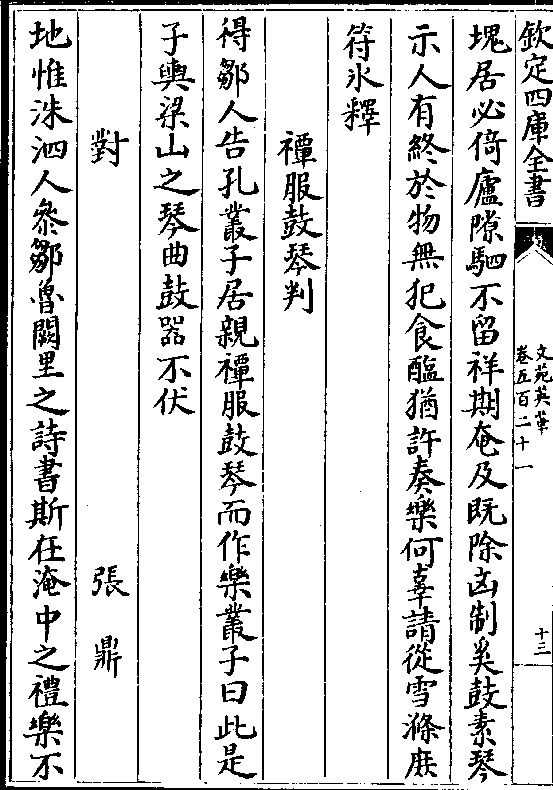 欽定四庫全書
文苑英華
卷五百二十一
十三
塊居必倚廬隙駟不留祥期奄及既除凶制爰鼓素琴
示人有終於物無犯食醢猶許奏樂何辜請從雪滌庶
符氷釋
禫服鼓琴判
得鄒人告孔叢子居親禫服鼓琴而作樂叢子曰此是
子輿梁山之琴曲鼓器不伏
對
張鼎
地惟洙泗人叅鄒魯闕里之詩書斯在淹中之禮樂不